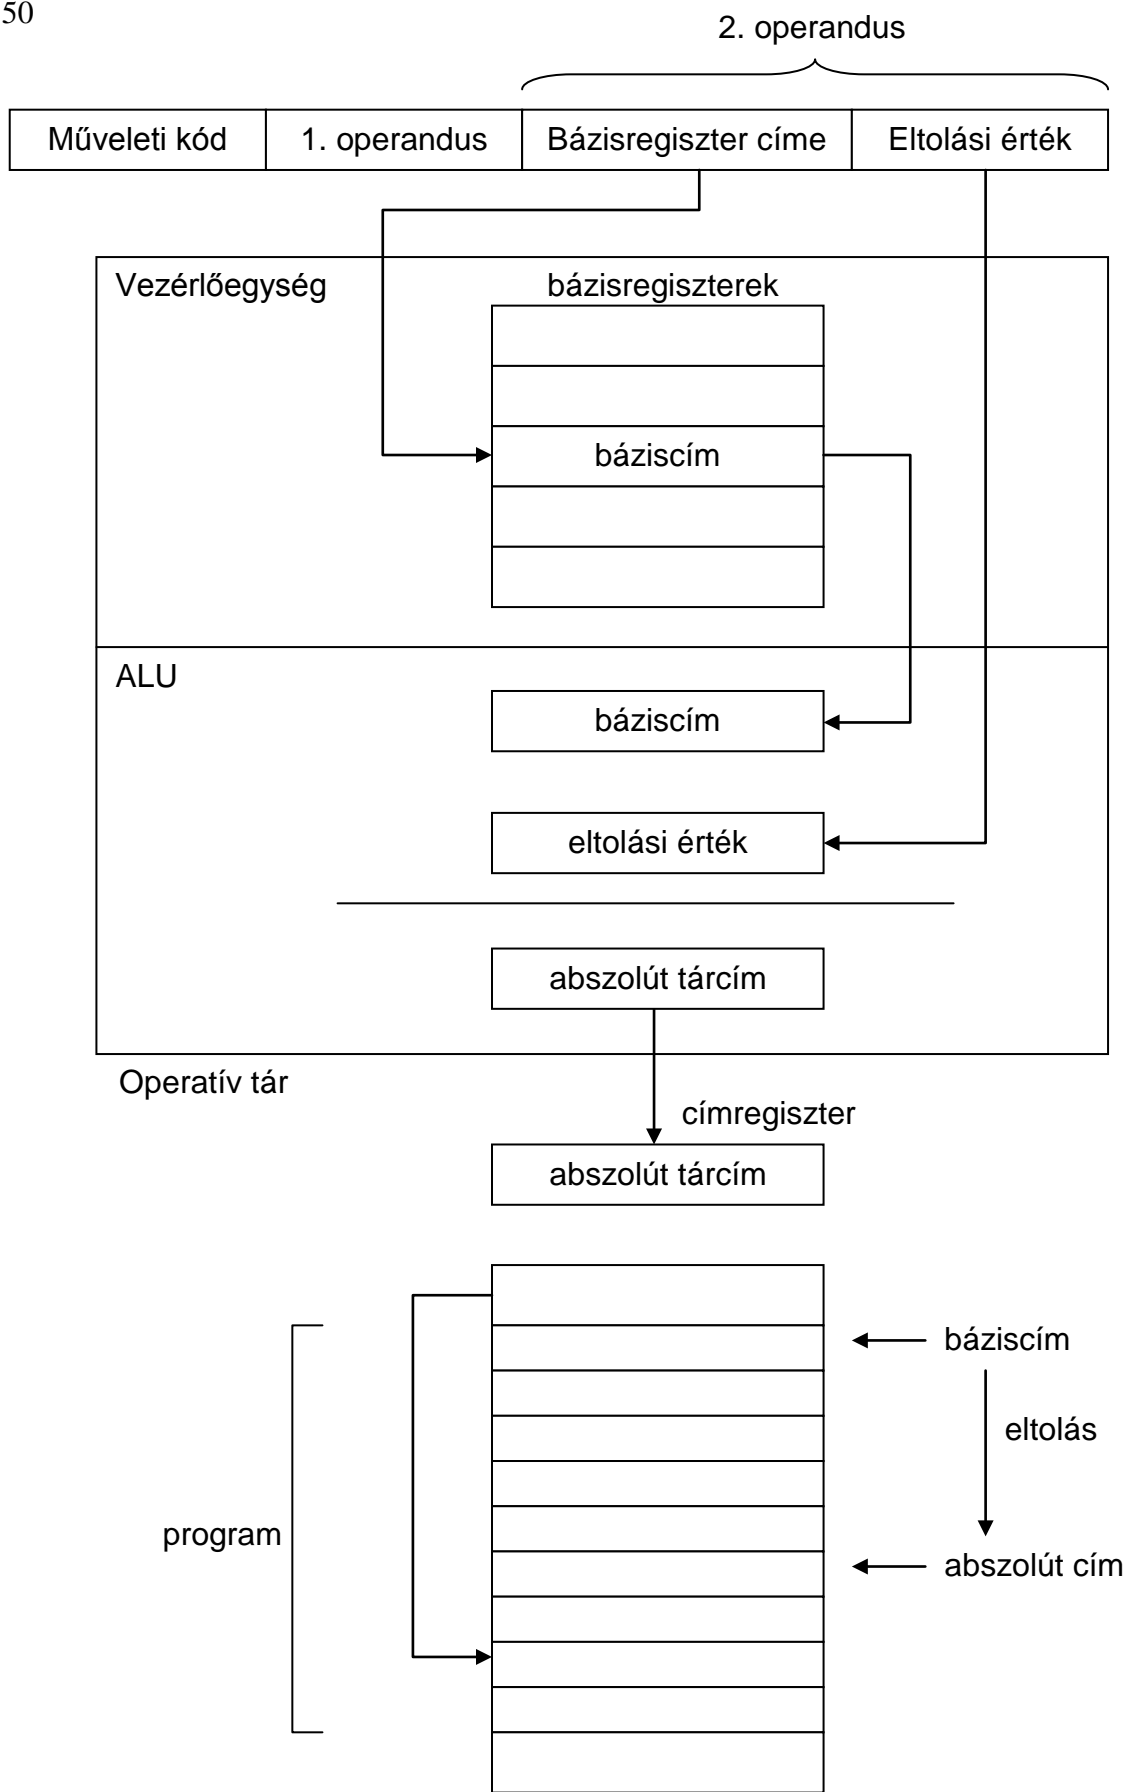 50
2. operandus
Műveleti kód
1. operandus
Bázisregiszter címe
Eltolási érték
Vezérlőegység
bázisregiszterek
báziscím
ALU
báziscím
eltolási érték
abszolút tárcím
Operatív tár
címregiszter
abszolút tárcím
báziscím
eltolás
program
abszolút cím